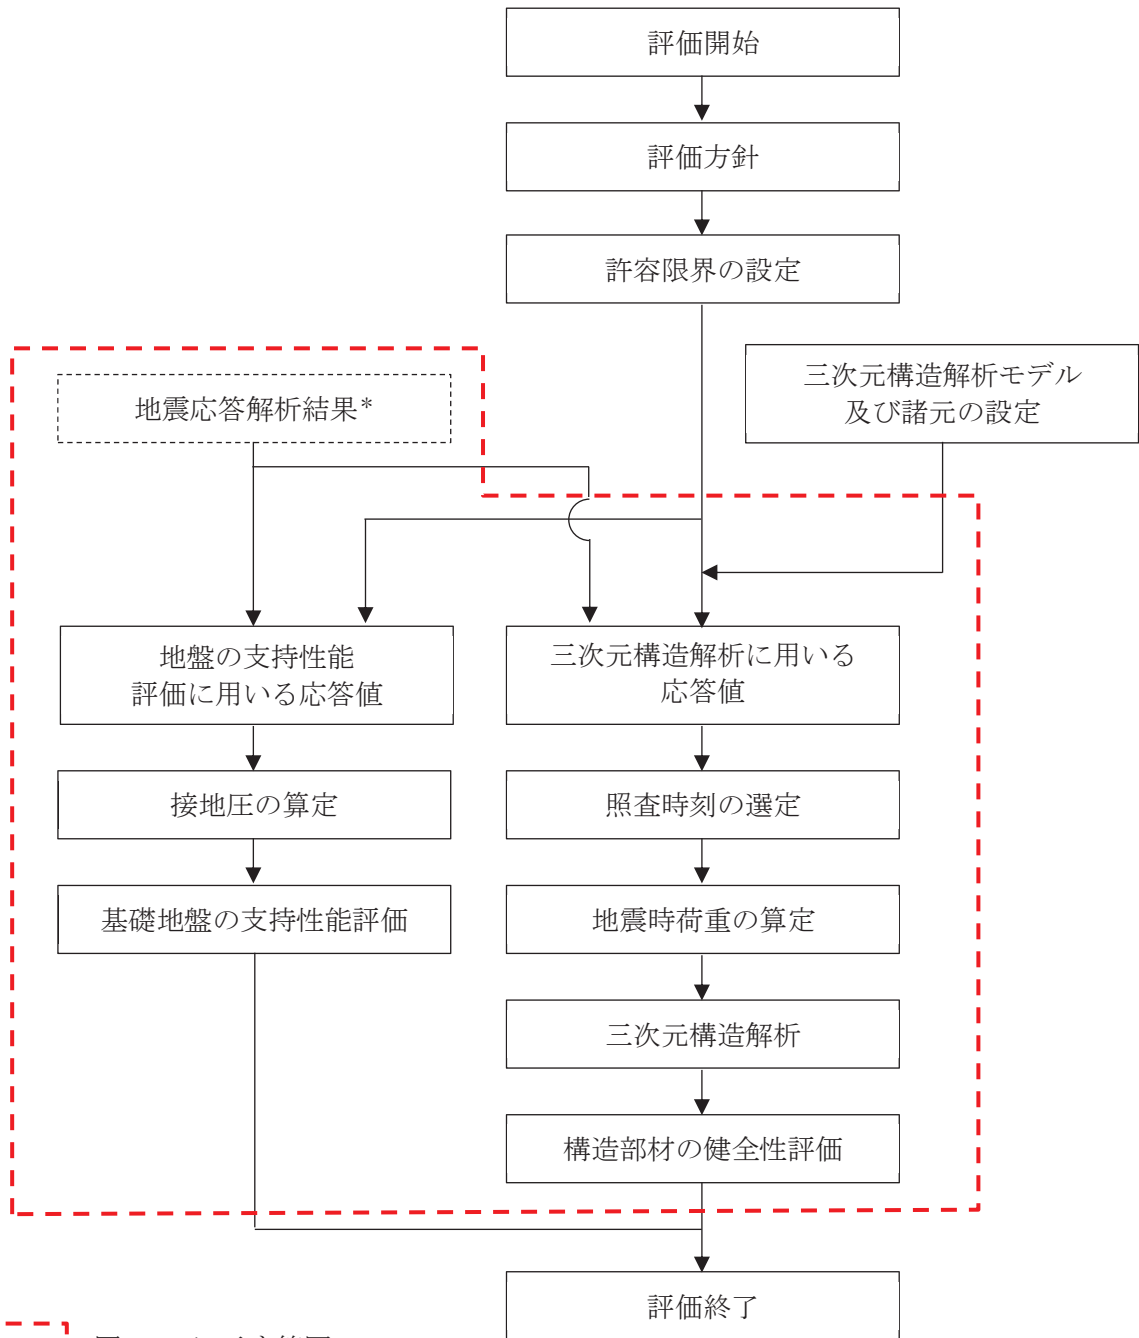 評価開始
評価方針
許容限界の設定
三次元構造解析モデル
及び諸元の設定
地震応答解析結果*
地盤の支持性能
評価に用いる応答値
三次元構造解析に用いる
応答値
接地圧の算定
照査時刻の選定
基礎地盤の支持性能評価
地震時荷重の算定
三次元構造解析
構造部材の健全性評価
評価終了